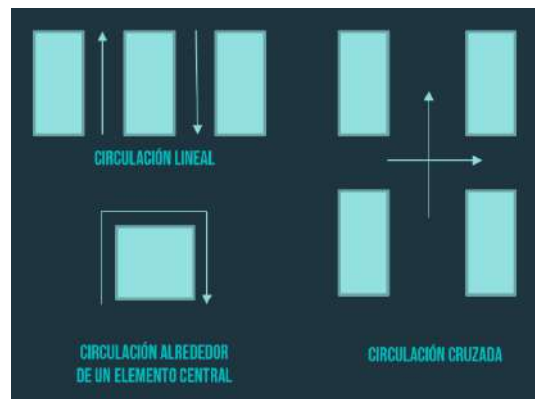 CIRCULACIÓN LINEAL
CIRCULACIÓN ALREDEDOR
DE UN ELEMENTO CENTRAL
CIRCULACIÓN CRUZADA